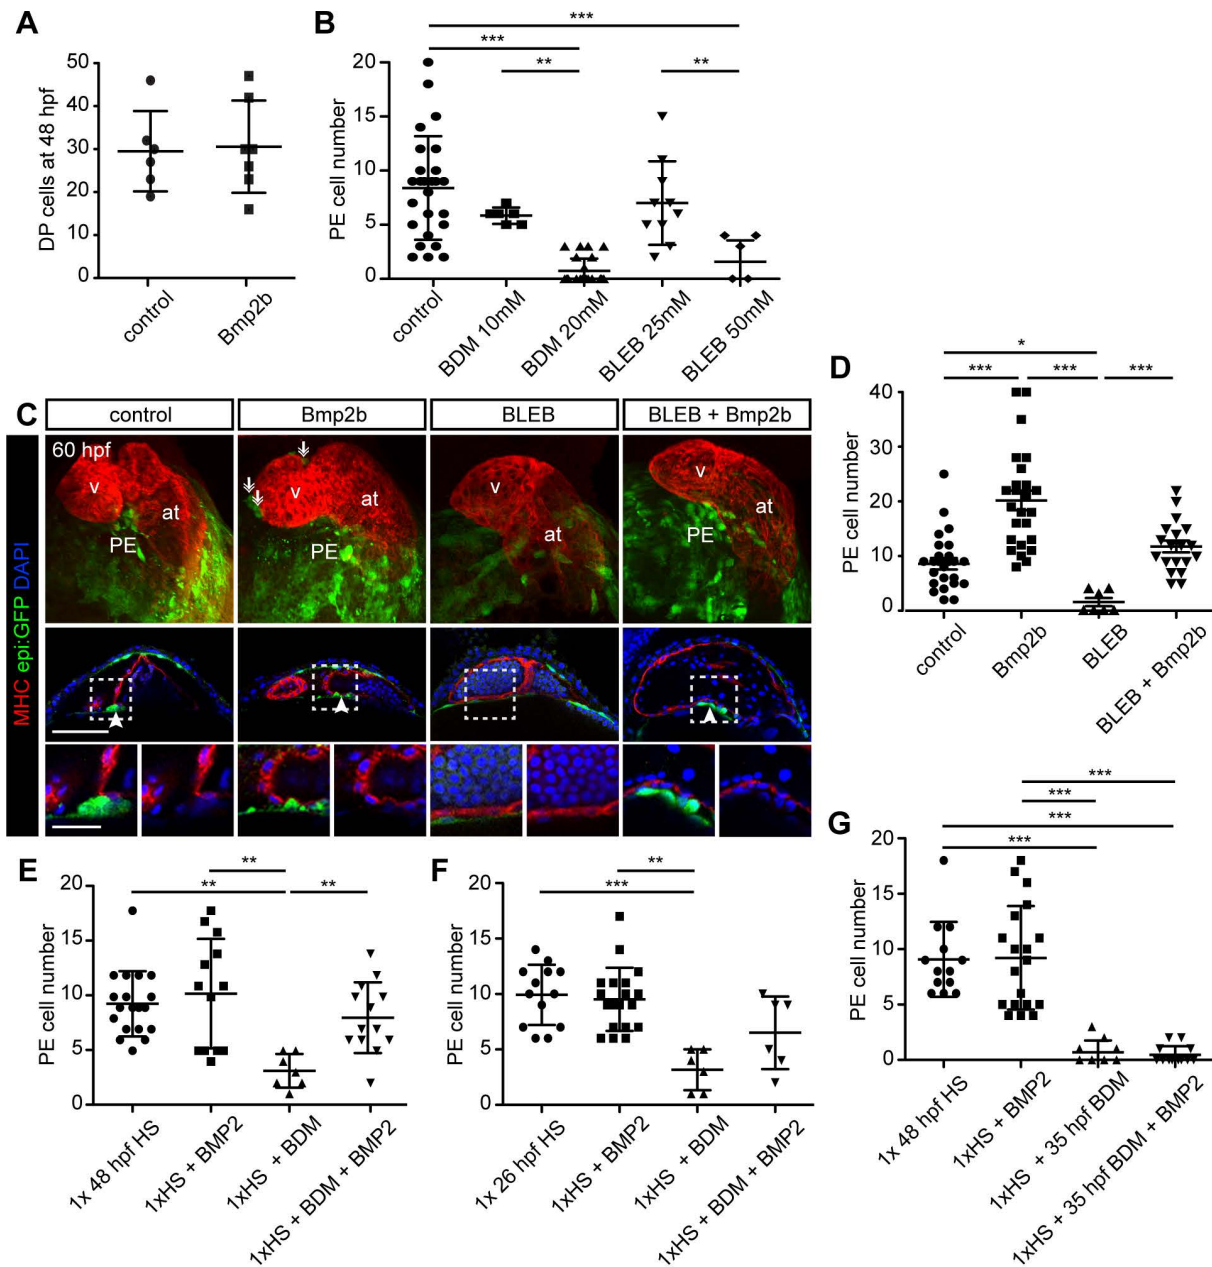 A
DP cells at 48 hpf
50
40
30
20
10
0
control
Bmp2b
B
PE cell number
20
15
10
5
0
***
***
**
**
control
BDM 10mM
BDM 20mM
BLEB 25mM
BLEB 50mM
C
MHC epi:GFP DAPI
control
Bmp2b
BLEB
BLEB + Bmp2b
60 hpf
v
at
PE
v
at
PE
v
at
v
at
PE
D
PE cell number
40
30
20
10
0
*
***
***
***
control
Bmp2b
BLEB
BLEB + Bmp2b
E
PE cell number
20
15
10
5
0
**
**
**
1x 48 hpf HS
1xHS + BMP2
1xHS + BDM
1xHS + BDM + BMP2
F
PE cell number
20
15
10
5
0
**
***
1x 26 hpf HS
1xHS + BMP2
1xHS + BDM
1xHS + BDM + BMP2
G
PE cell number
20
15
10
5
0
***
***
***
***
1x 48 hpf HS
1xHS + BMP2
1xHS + 35 hpf BDM
1xHS + 35 hpf BDM + BMP2